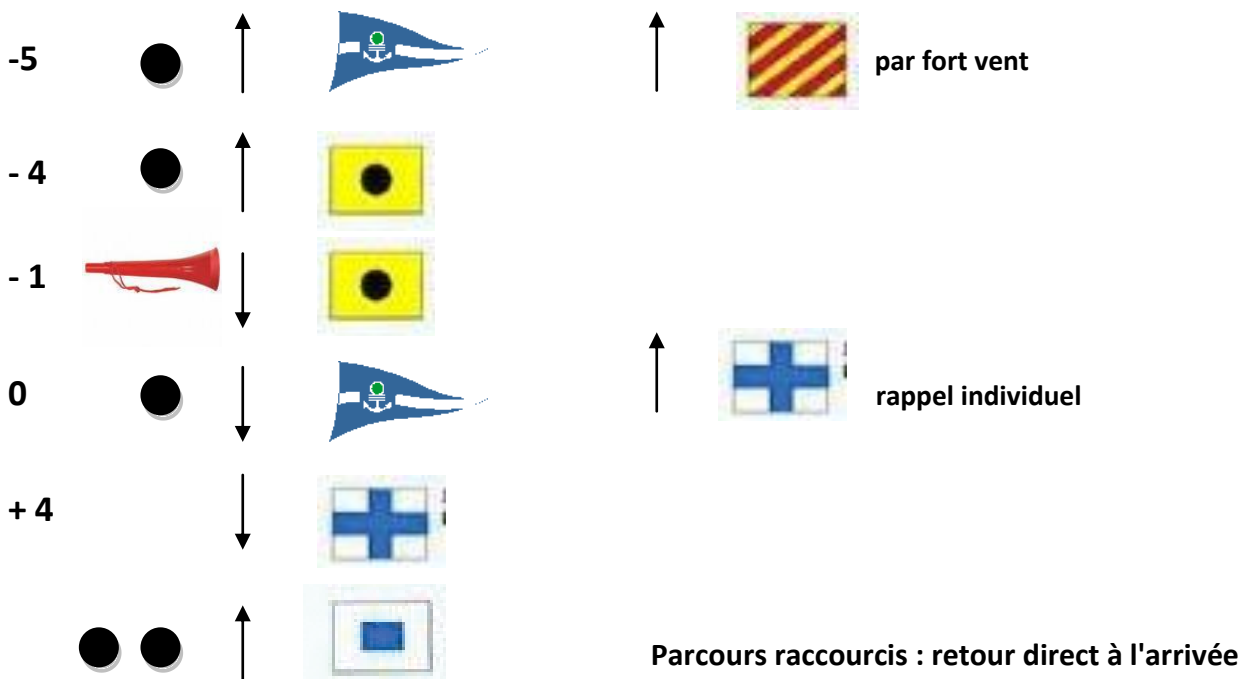 -5
par fort vent
- 4
- 1
0
rappel individuel
+ 4
Parcours raccourcis : retour direct à l'arrivée